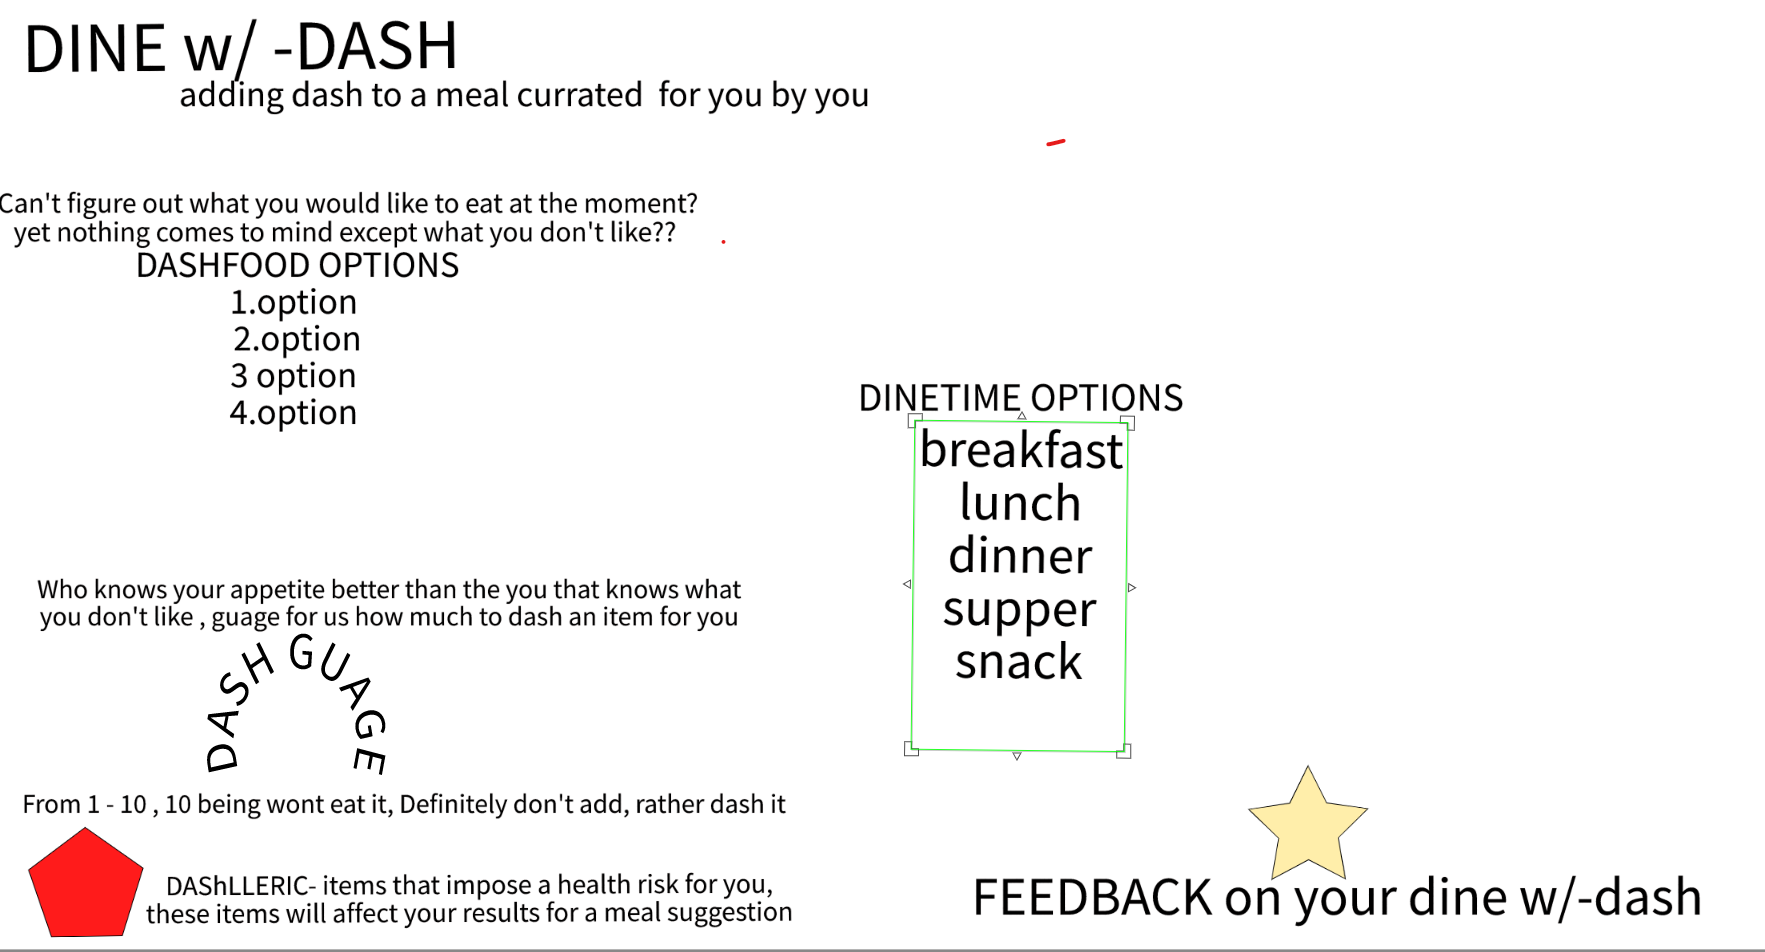 DINE w/ -DASH
adding dash to a meal currated for you by you
Can't figure out what you would like to eat at the moment?
yet nothing comes to mind except what you don't like??
DASHFOOD OPTIONS
1.option
2.option
3 option
4.option
DINETIME OPTIONS
breakfast
lunch
dinner
supper
snack
Who knows your appetite better than the you that knows what
you don't like , guage for us how much to dash an item for you
DASH GUAGE
From 1 - 10 , 10 being wont eat it, Definitely don't add, rather dash it
DAShLLERIC- items that impose a health risk for you,
these items will affect your results for a meal suggestion
FEEDBACK on your dine w/-dash